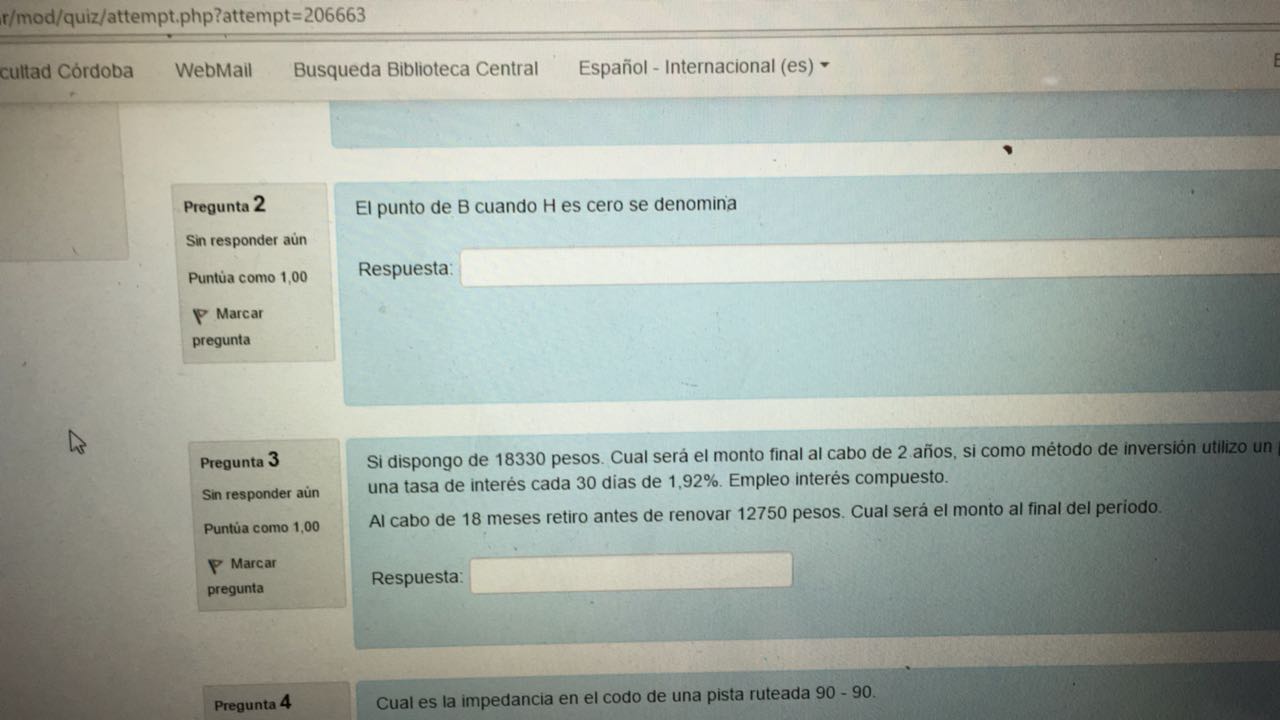 r/mod/quiz/attempt.php?attempt=206663
cultad Córdoba WebMail Busqueda Biblioteca Central Español - Internacional (es)
Pregunta 2
Sin responder aún
Puntúa como 1,00
Marcar
pregunta
El punto de B cuando H es cero se denomina
Respuesta:
Pregunta 3
Sin responder aún
Puntúa como 1,00
Marcar
pregunta
Si dispongo de 18330 pesos. Cual será el monto final al cabo de 2 años, si como método de inversión utilizo un
una tasa de interés cada 30 días de 1,92%. Empleo interés compuesto.
Al cabo de 18 meses retiro antes de renovar 12750 pesos. Cual será el monto al final del período.
Respuesta:
Pregunta 4
Cual es la impedancia en el codo de una pista ruteada 90 - 90.